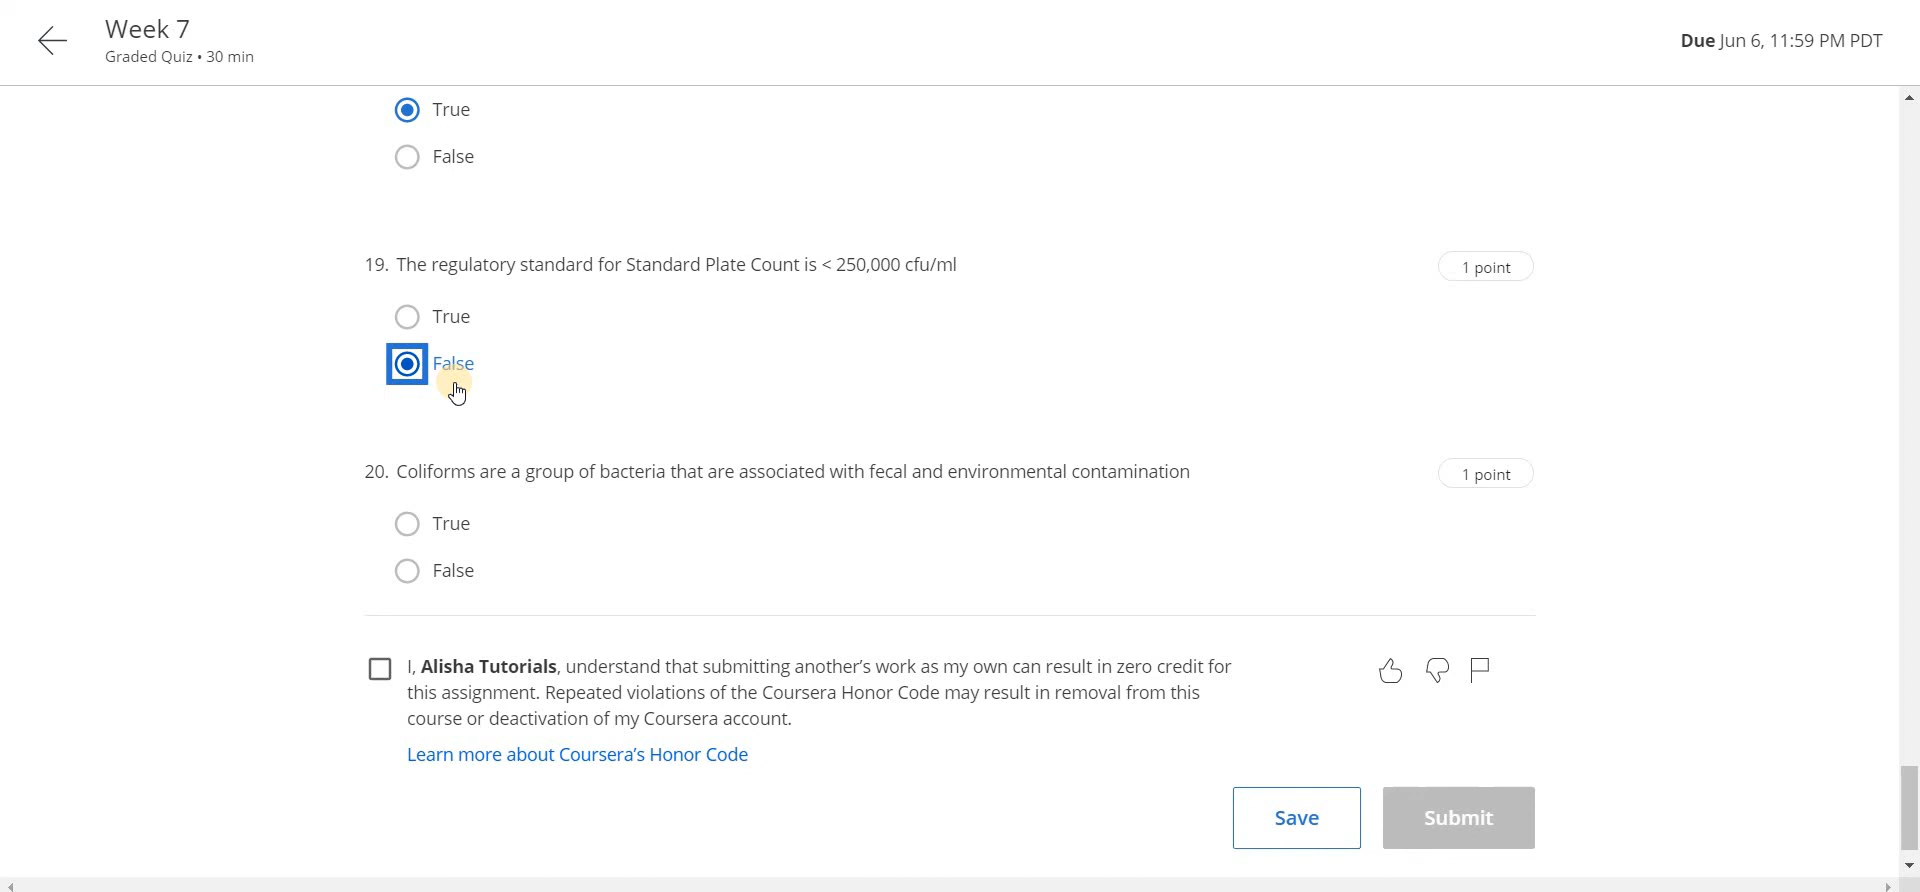 Week 7
Graded Quiz • 30 min
Due Jun 6, 11:59 PM PDT
True
False
19. The regulatory standard for Standard Plate Count is < 250,000 cfu/ml
1 point
True
False
20. Coliforms are a group of bacteria that are associated with fecal and environmental contamination
1 point
True
False
I, Alisha Tutorials, understand that submitting another's work as my own can result in zero credit for
this assignment. Repeated violations of the Coursera Honor Code may result in removal from this
course or deactivation of my Coursera account.
Learn more about Coursera's Honor Code
Save
Submit